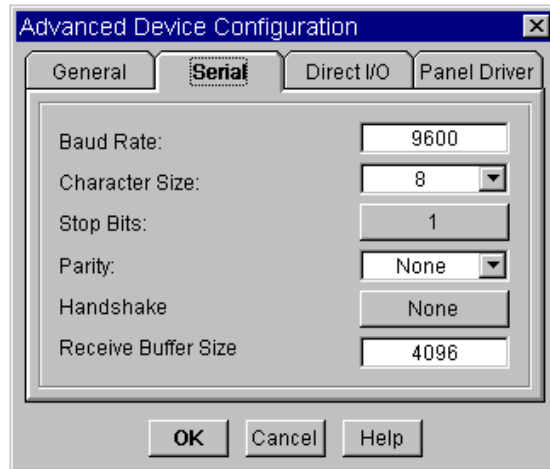 Advanced Device Configuration
General Serial Direct I/O Panel Driver
Baud Rate: 9600
Character Size: 8
Stop Bits: 1
Parity: None
Handshake None
Receive Buffer Size 4096
OK Cancel Help